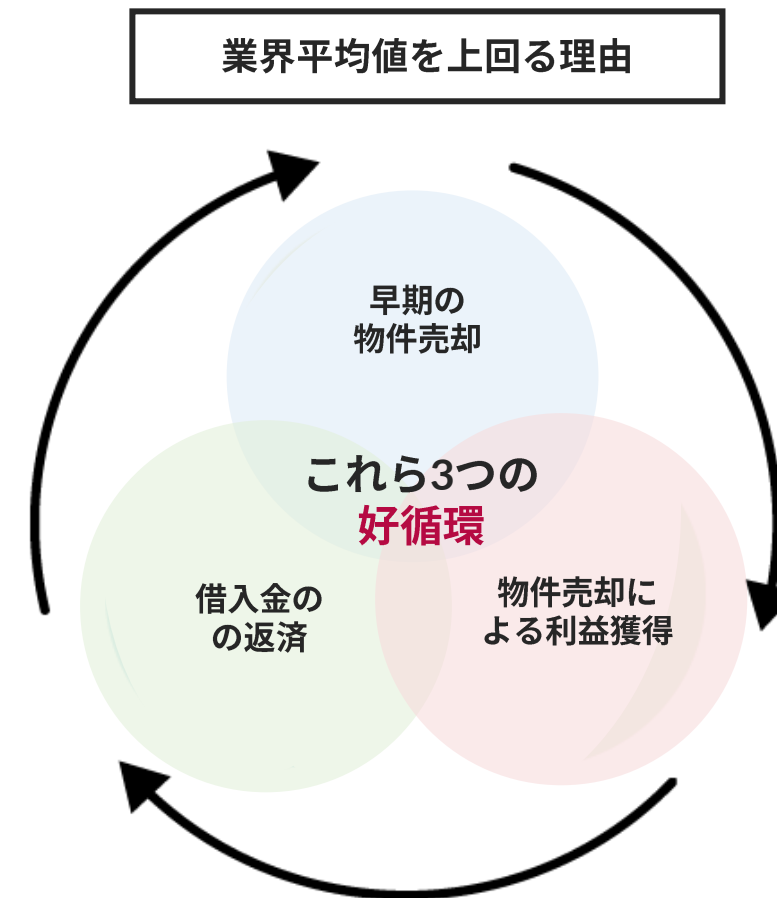 業界平均値を上回る理由
早期の
物件売却
これら3つの
好循環
借入金の
の返済
物件売却に
よる利益獲得